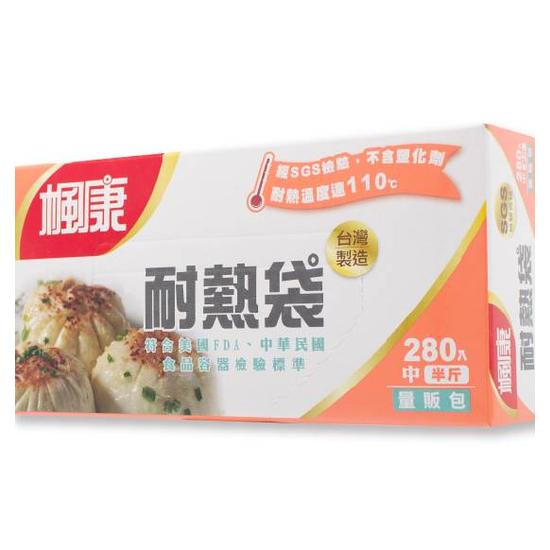 楓康
經SGS檢驗，不含塑化劑
耐熱溫度達110℃
台灣
製造
耐熱袋
符合美國FDA、中華民國
食品容器檢驗標準
280入
中 半斤
量販包
SGS
耐熱袋
楓康